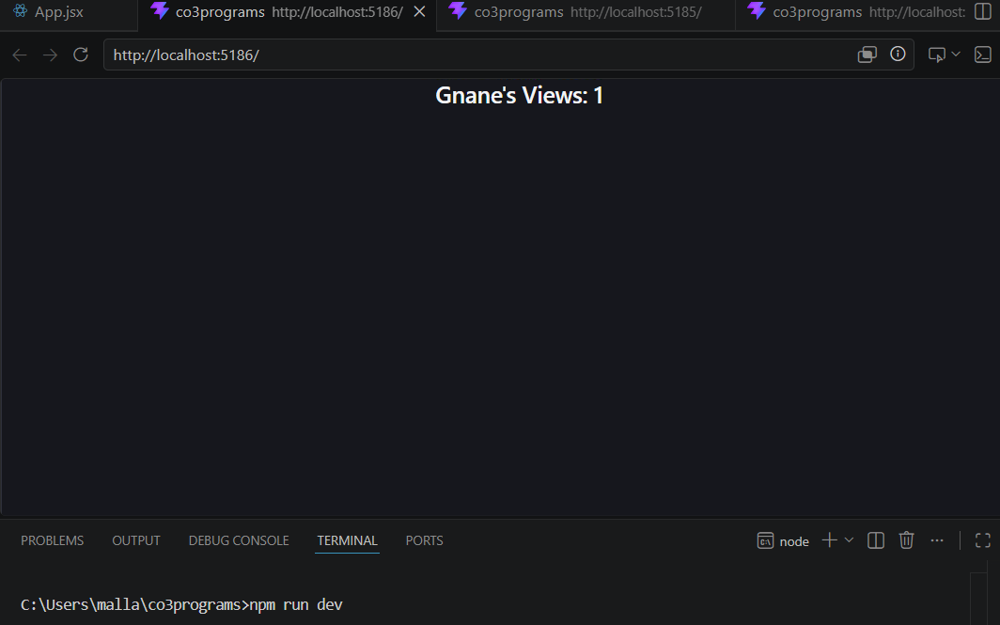 App.jsx co3programs http://localhost:5186/ co3programs http://localhost:5185/ co3programs http://localhost:
http://localhost:5186/
Gnane's Views: 1
PROBLEMS OUTPUT DEBUG CONSOLE TERMINAL PORTS node
C:\Users\malla\co3programs>npm run dev